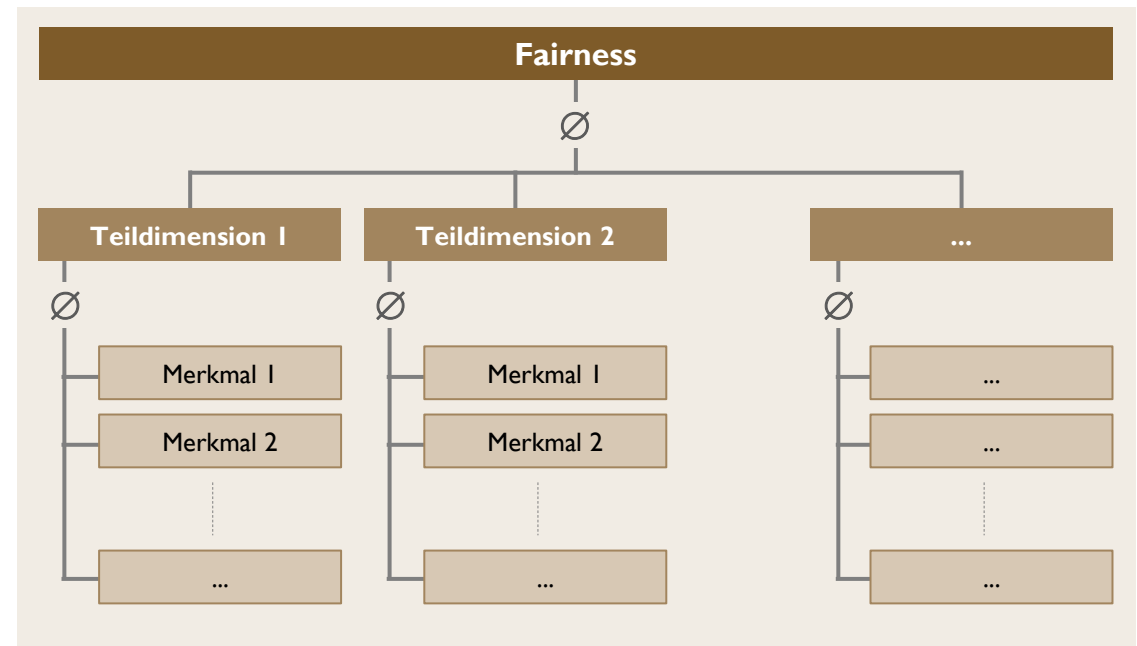 Fairness
Ø
Teildimension 1
Teildimension 2
...
Ø
Ø
Ø
Merkmal 1
Merkmal 1
...
Merkmal 2
Merkmal 2
...
...
...
...